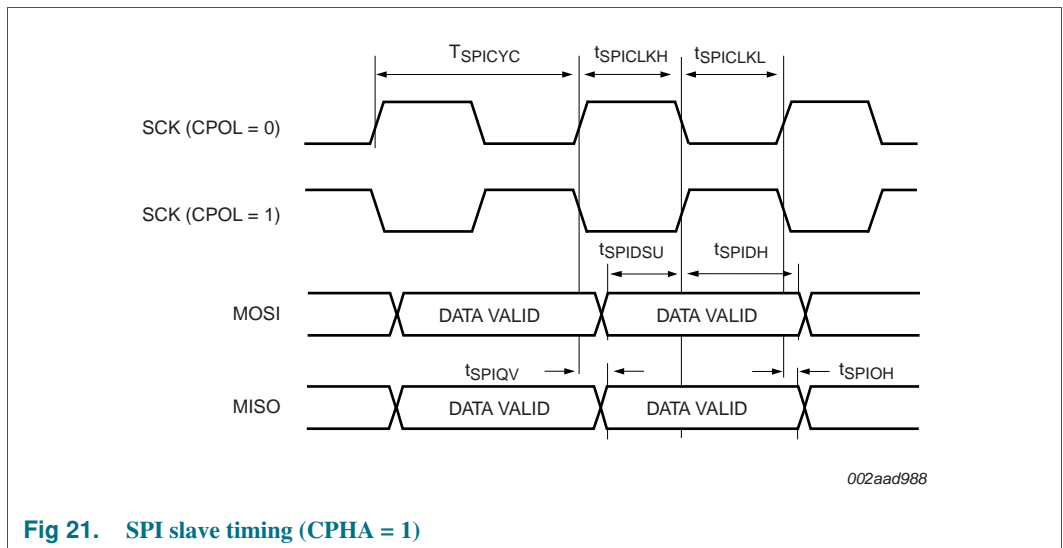 TSPICYC tSPICLKH tSPICLKL
SCK (CPOL = 0)
SCK (CPOL = 1)
tSPIDSU tSPIDH
MOSI DATA VALID DATA VALID
tSPIQV tSPIOH
MISO DATA VALID DATA VALID
002aad988
Fig 21. SPI slave timing (CPHA = 1)